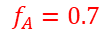 f_A = 0.7